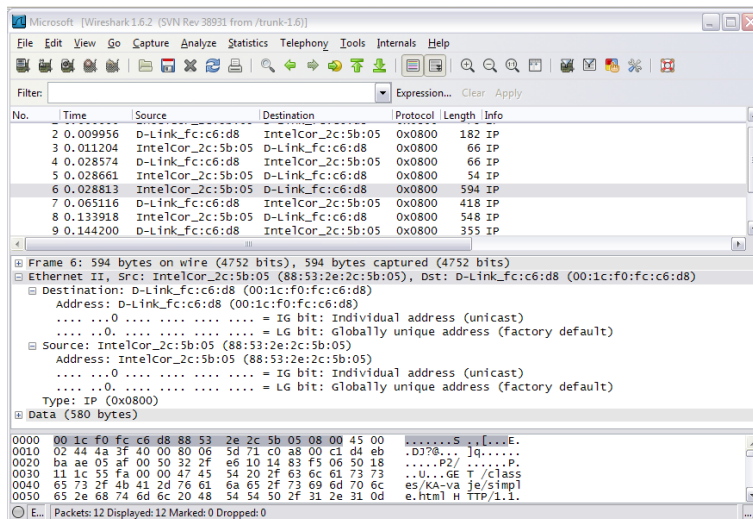 Microsoft [Wireshark 1.6.2 (SVN Rev 38931 from /trunk-1.6)]
File Edit View Go Capture Analyze Statistics Telephony Tools Internals Help
Filter: Expression... Clear Apply
No. Time Source Destination Protocol Length Info
2 0.009956 D-Link_fc:c6:d8 IntelCor_2c:5b:05 0x0800 182 IP
3 0.011204 IntelCor_2c:5b:05 D-Link_fc:c6:d8 0x0800 66 IP
4 0.028574 D-Link_fc:c6:d8 IntelCor_2c:5b:05 0x0800 66 IP
5 0.028661 IntelCor_2c:5b:05 D-Link_fc:c6:d8 0x0800 54 IP
6 0.028813 IntelCor_2c:5b:05 D-Link_fc:c6:d8 0x0800 594 IP
7 0.065116 D-Link_fc:c6:d8 IntelCor_2c:5b:05 0x0800 418 IP
8 0.133918 IntelCor_2c:5b:05 D-Link_fc:c6:d8 0x0800 548 IP
9 0.144200 D-Link_fc:c6:d8 IntelCor_2c:5b:05 0x0800 355 IP
Frame 6: 594 bytes on wire (4752 bits), 594 bytes captured (4752 bits)
Ethernet II, Src: IntelCor_2c:5b:05 (88:53:2e:2c:5b:05), Dst: D-Link_fc:c6:d8 (00:1c:f0:fc:c6:d8)
Destination: D-Link_fc:c6:d8 (00:1c:f0:fc:c6:d8)
Address: D-Link_fc:c6:d8 (00:1c:f0:fc:c6:d8)
.... ...0 .... .... .... .... = IG bit: Individual address (unicast)
.... ..0. .... .... .... .... = LG bit: Globally unique address (factory default)
Source: IntelCor_2c:5b:05 (88:53:2e:2c:5b:05)
Address: IntelCor_2c:5b:05 (88:53:2e:2c:5b:05)
.... ...0 .... .... .... .... = IG bit: Individual address (unicast)
.... ..0. .... .... .... .... = LG bit: Globally unique address (factory default)
Type: IP (0x0800)
Data (580 bytes)
0000 00 1c f0 fc c6 d8 88 53 2e 2c 5b 05 08 00 45 00 .......S .,[...E.
0010 02 44 4a 3f 40 00 80 06 5d 71 c0 a8 00 c1 d4 eb .DJ?@... ]q......
0020 ba ae 05 af 00 50 32 2f e6 10 14 83 f5 06 50 18 .....P2/ ......P.
0030 11 1c 55 fa 00 00 47 45 54 20 2f 63 6c 61 73 73 ..U...GE T /class
0040 65 73 2f 4b 41 2d 76 61 6a 65 2f 73 69 6d 70 6c es/KA-va je/simpl
0050 65 2e 68 74 6d 6c 20 48 54 54 50 2f 31 2e 31 0d e.html H TTP/1.1.
E... Packets: 12 Displayed: 12 Marked: 0 Dropped: 0